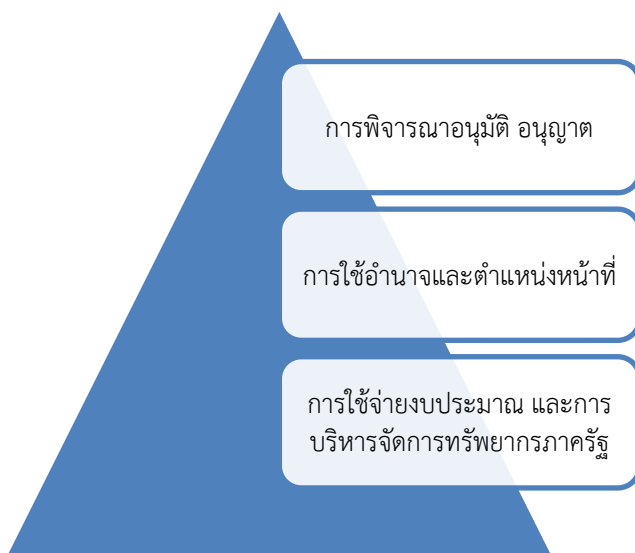 การพิจารณาอนุมัติ อนุญาต
การใช้อำนาจและตำแหน่งหน้าที่
การใช้จ่ายงบประมาณ และการ
บริหารจัดการทรัพยากรภาครัฐ